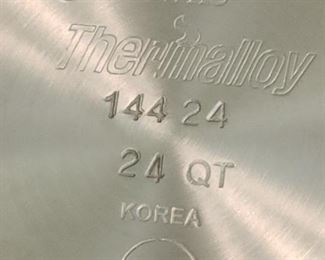 Thermalloy
144 24
24 QT
KOREA